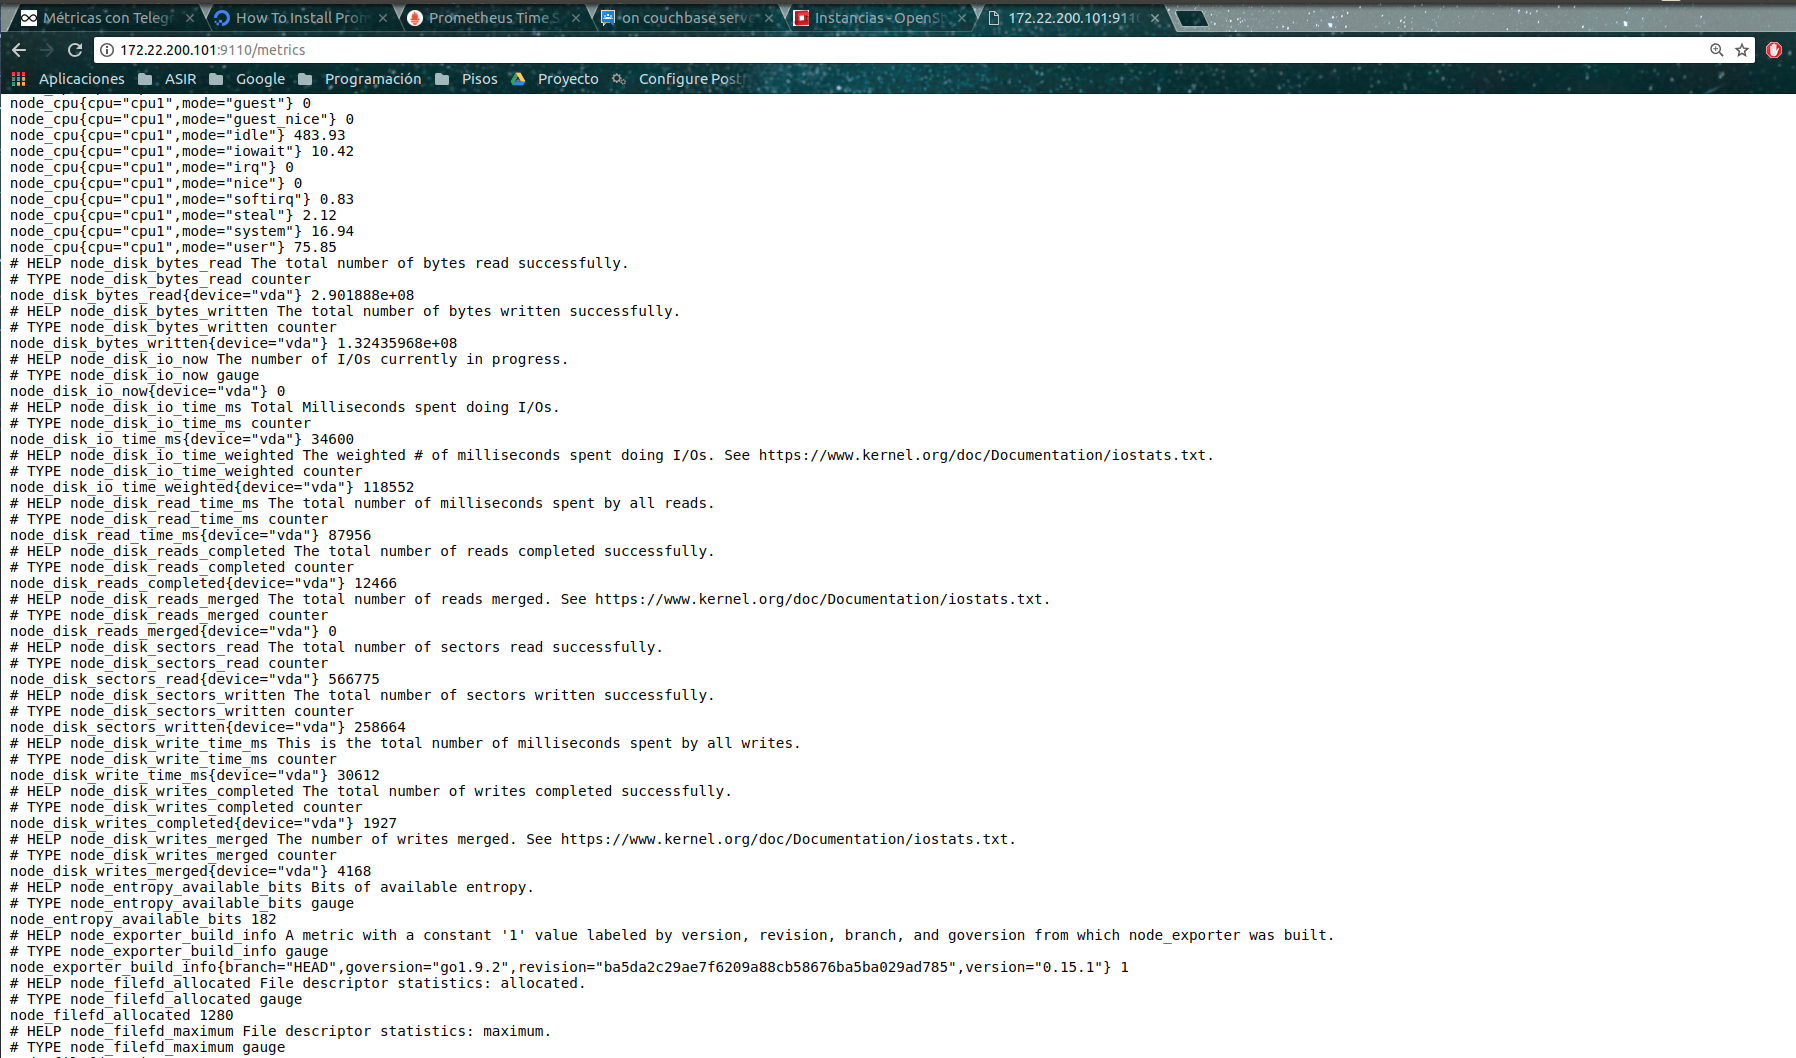 Métricas con Telegr
How To Install Pro
Prometheus Time S
on couchbase serve
Instancias - OpenSt
172.22.200.101:9110
172.22.200.101:9110/metrics
Aplicaciones ASIR Google Programación Pisos Proyecto Configure Post
node_cpu{cpu="cpu1",mode="guest"} 0
node_cpu{cpu="cpu1",mode="guest_nice"} 0
node_cpu{cpu="cpu1",mode="idle"} 483.93
node_cpu{cpu="cpu1",mode="iowait"} 10.42
node_cpu{cpu="cpu1",mode="irq"} 0
node_cpu{cpu="cpu1",mode="nice"} 0
node_cpu{cpu="cpu1",mode="softirq"} 0.83
node_cpu{cpu="cpu1",mode="steal"} 2.12
node_cpu{cpu="cpu1",mode="system"} 16.94
node_cpu{cpu="cpu1",mode="user"} 75.85
# HELP node_disk_bytes_read The total number of bytes read successfully.
# TYPE node_disk_bytes_read counter
node_disk_bytes_read{device="vda"} 2.901888e+08
# HELP node_disk_bytes_written The total number of bytes written successfully.
# TYPE node_disk_bytes_written counter
node_disk_bytes_written{device="vda"} 1.32435968e+08
# HELP node_disk_io_now The number of I/Os currently in progress.
# TYPE node_disk_io_now gauge
node_disk_io_now{device="vda"} 0
# HELP node_disk_io_time_ms Total Milliseconds spent doing I/Os.
# TYPE node_disk_io_time_ms counter
node_disk_io_time_ms{device="vda"} 34600
# HELP node_disk_io_time_weighted The weighted # of milliseconds spent doing I/Os. See https://www.kernel.org/doc/Documentation/iostats.txt.
# TYPE node_disk_io_time_weighted counter
node_disk_io_time_weighted{device="vda"} 118552
# HELP node_disk_read_time_ms The total number of milliseconds spent by all reads.
# TYPE node_disk_read_time_ms counter
node_disk_read_time_ms{device="vda"} 87956
# HELP node_disk_reads_completed The total number of reads completed successfully.
# TYPE node_disk_reads_completed counter
node_disk_reads_completed{device="vda"} 12466
# HELP node_disk_reads_merged The total number of reads merged. See https://www.kernel.org/doc/Documentation/iostats.txt.
# TYPE node_disk_reads_merged counter
node_disk_reads_merged{device="vda"} 0
# HELP node_disk_sectors_read The total number of sectors read successfully.
# TYPE node_disk_sectors_read counter
node_disk_sectors_read{device="vda"} 566775
# HELP node_disk_sectors_written The total number of sectors written successfully.
# TYPE node_disk_sectors_written counter
node_disk_sectors_written{device="vda"} 258664
# HELP node_disk_write_time_ms This is the total number of milliseconds spent by all writes.
# TYPE node_disk_write_time_ms counter
node_disk_write_time_ms{device="vda"} 30612
# HELP node_disk_writes_completed The total number of writes completed successfully.
# TYPE node_disk_writes_completed counter
node_disk_writes_completed{device="vda"} 1927
# HELP node_disk_writes_merged The number of writes merged. See https://www.kernel.org/doc/Documentation/iostats.txt.
# TYPE node_disk_writes_merged counter
node_disk_writes_merged{device="vda"} 4168
# HELP node_entropy_available_bits Bits of available entropy.
# TYPE node_entropy_available_bits gauge
node_entropy_available_bits 182
# HELP node_exporter_build_info A metric with a constant '1' value labeled by version, revision, branch, and goversion from which node_exporter was built.
# TYPE node_exporter_build_info gauge
node_exporter_build_info{branch="HEAD",goversion="go1.9.2",revision="ba5da2c29ae7f6209a88cb58676ba5ba029ad785",version="0.15.1"} 1
# HELP node_filefd_allocated File descriptor statistics: allocated.
# TYPE node_filefd_allocated gauge
node_filefd_allocated 1280
# HELP node_filefd_maximum File descriptor statistics: maximum.
# TYPE node_filefd_maximum gauge